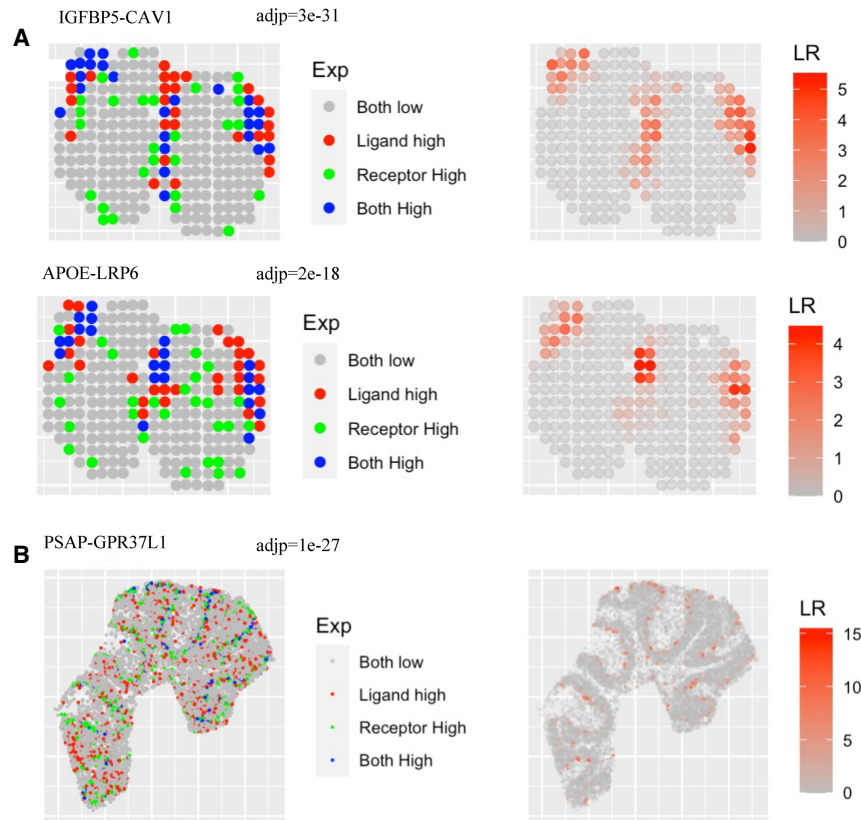 IGFBP5-CAV1 adjp=3e-31
A
Exp
Both low
Ligand high
Receptor High
Both High
LR
5
4
3
2
1
0
APOE-LRP6 adjp=2e-18
Exp
Both low
Ligand high
Receptor High
Both High
LR
4
3
2
1
0
B
PSAP-GPR37L1 adjp=1e-27
Exp
Both low
Ligand high
Receptor High
Both High
LR
15
10
5
0